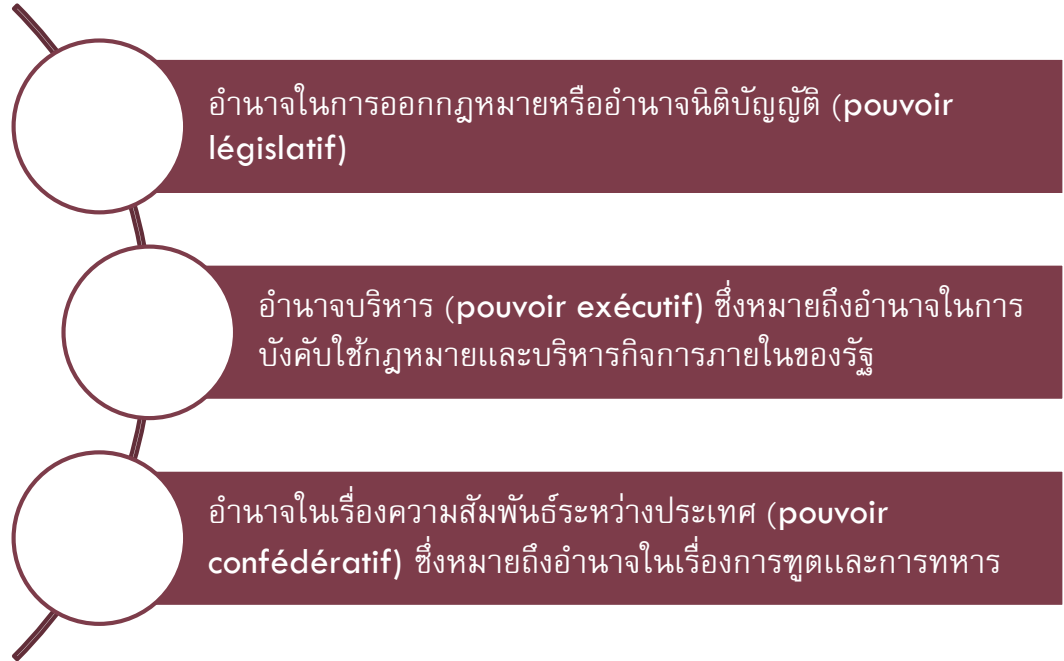 อำนาจในการออกกฎหมายหรืออำนาจนิติบัญญัติ (pouvoir
législatif)
อำนาจบริหาร (pouvoir exécutif) ซึ่งหมายถึงอำนาจในการ
บังคับใช้กฎหมายและบริหารกิจการภายในของรัฐ
อำนาจในเรื่องความสัมพันธ์ระหว่างประเทศ (pouvoir
confédératif) ซึ่งหมายถึงอำนาจในเรื่องการฑูตและการทหาร